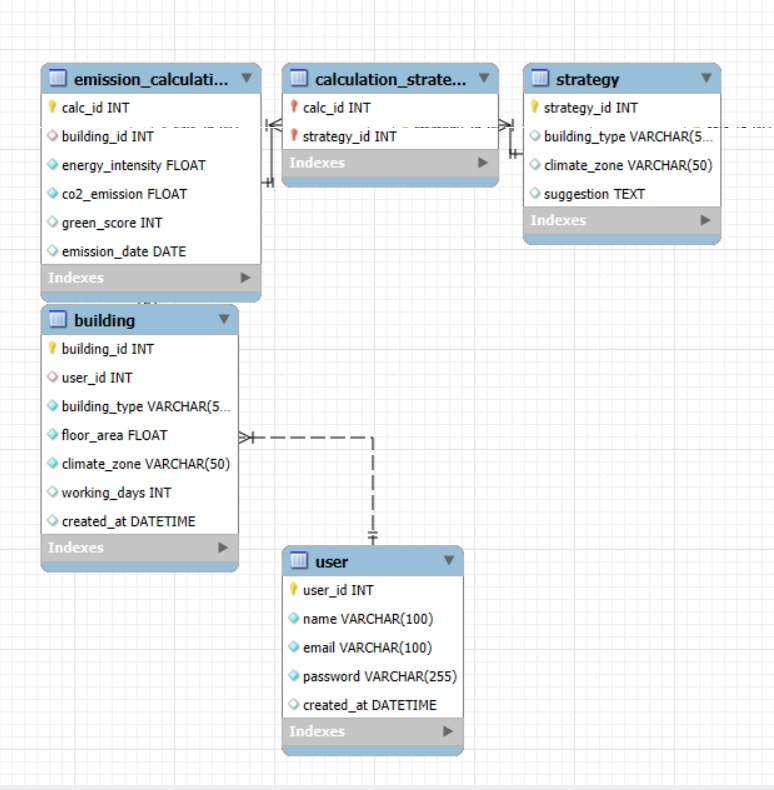 emission_calculati...
calc_id INT
building_id INT
energy_intensity FLOAT
co2_emission FLOAT
green_score INT
emission_date DATE
Indexes
calculation_strate...
calc_id INT
strategy_id INT
Indexes
strategy
strategy_id INT
building_type VARCHAR(5...
climate_zone VARCHAR(50)
suggestion TEXT
Indexes
building
building_id INT
user_id INT
building_type VARCHAR(5...
floor_area FLOAT
climate_zone VARCHAR(50)
working_days INT
created_at DATETIME
Indexes
user
user_id INT
name VARCHAR(100)
email VARCHAR(100)
password VARCHAR(255)
created_at DATETIME
Indexes